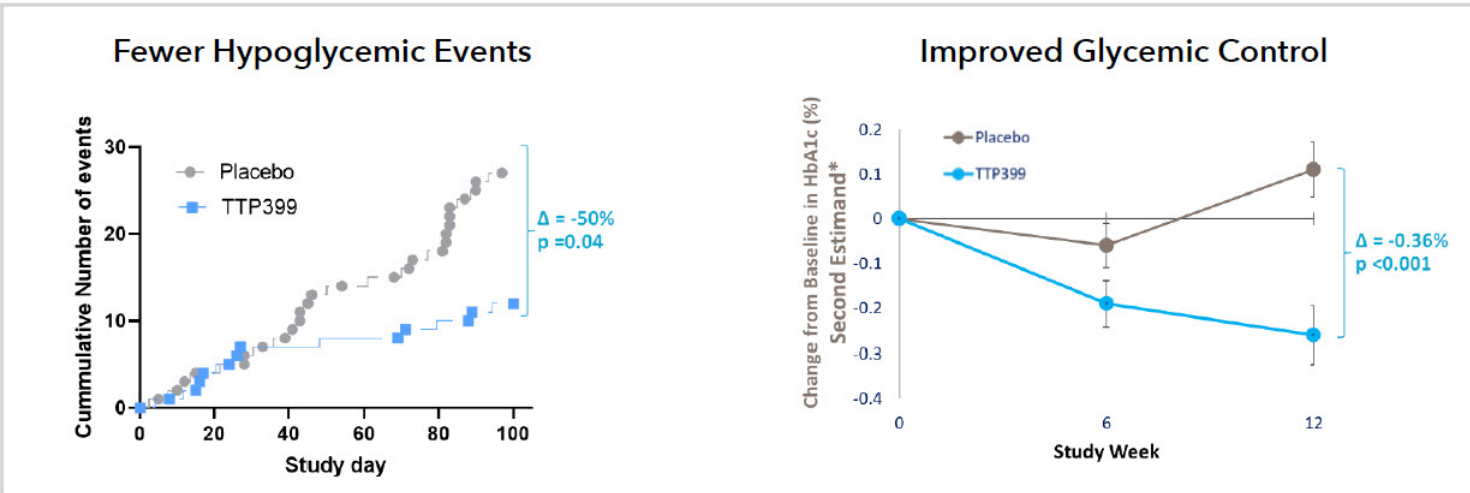 Fewer Hypoglycemic Events
Cummulative Number of events
30
20
10
0
Placebo
TTP399
Δ = -50%
p =0.04
0 20 40 60 80 100
Study day
Improved Glycemic Control
Change from Baseline in HbA1c (%)
Second Estimand*
0.2
0.1
0
-0.1
-0.2
-0.3
-0.4
Placebo
TTP399
Δ = -0.36%
p <0.001
0 6 12
Study Week